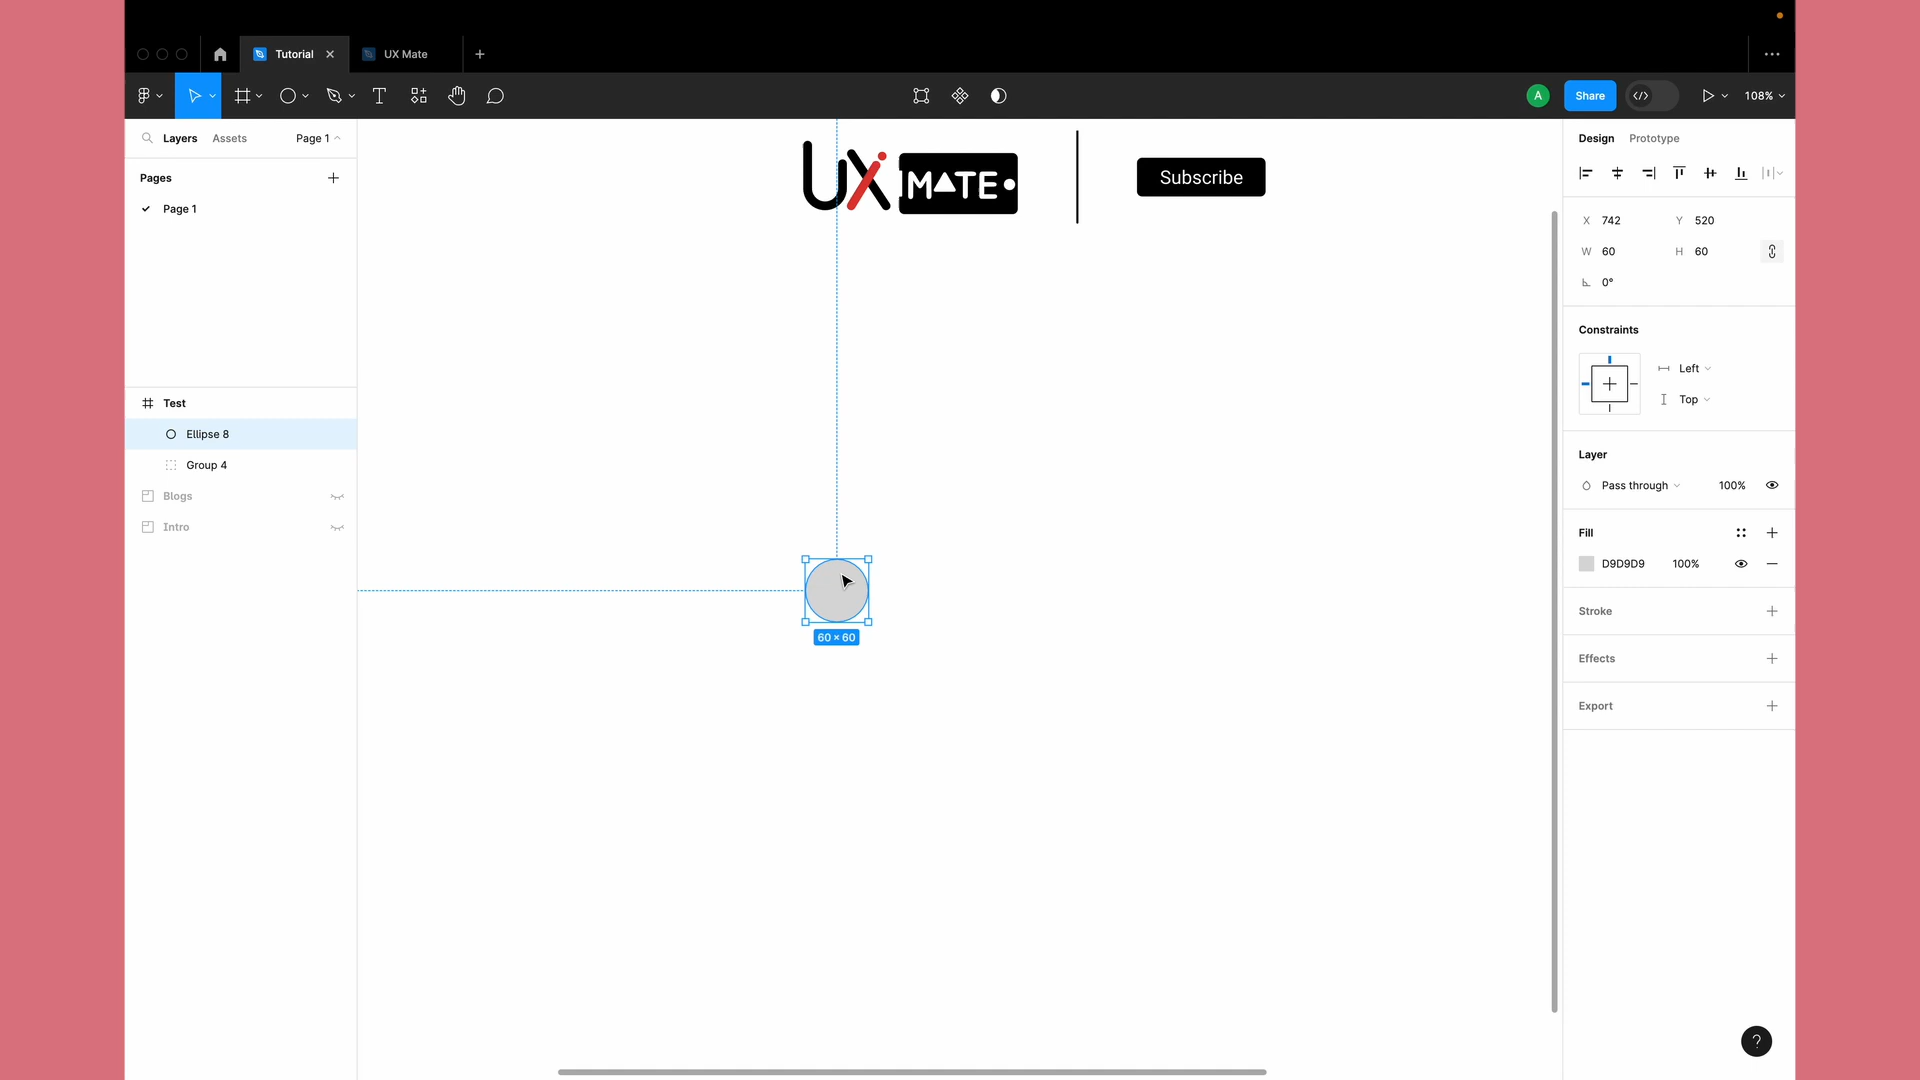 Tutorial
UX Mate
A
Share
108%
Layers
Assets
Page 1
Design
Prototype
Pages
Page 1
UX MATE
Subscribe
X 742
Y 520
W 60
H 60
0°
Constraints
Left
Top
Test
Ellipse 8
Group 4
Blogs
Intro
Layer
Pass through
100%
Fill
D9D9D9
100%
60 × 60
Stroke
Effects
Export
?